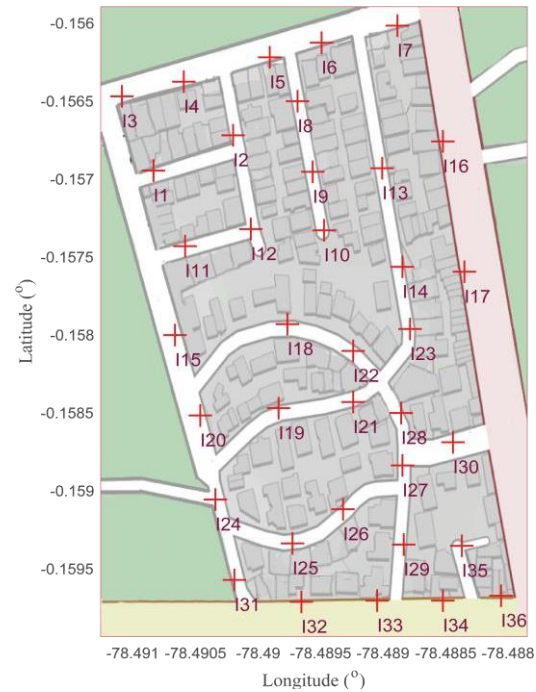 -0.156
I7
I6
I5
I4
I3
-0.1565
I8
I2
I16
-0.157
I1
I9
I13
I12
I10
-0.1575
I11
I14
I17
Latitude (°)
-0.158
I15
I18
I23
I22
-0.1585
I20
I19
I21
I28
I30
-0.159
I27
I24
I26
I25
I29
I35
-0.1595
I31
I32
I33
I34
I36
-78.491 -78.4905 -78.49 -78.4895 -78.489 -78.4885 -78.488
Longitude (°)